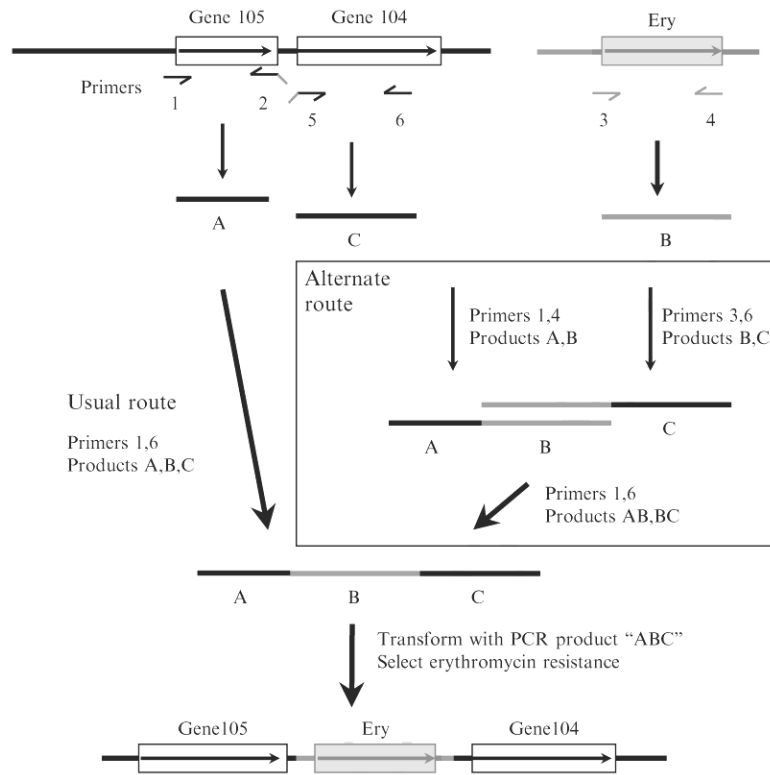 Gene 105
Gene 104
Ery
Primers
1
2
5
6
3
4
A
C
B
Alternate
route
Primers 1,4
Products A,B
Primers 3,6
Products B,C
Usual route
Primers 1,6
Products A,B,C
A
B
C
Primers 1,6
Products AB,BC
A
B
C
Transform with PCR product “ABC”
Select erythromycin resistance
Gene105
Ery
Gene104